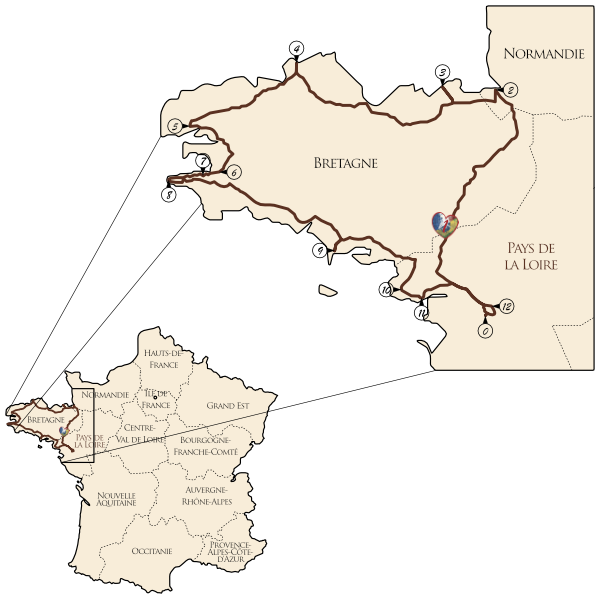 Normandie
4
3
2
5
Bretagne
7
6
8
Pays de
la Loire
9
10
11
12
0
Hauts-de-
France
Normandie
Île de
France
Grand Est
Bretagne
Centre-
Val de Loire
Pays de
la Loire
Bourgogne-
Franche-Comté
Nouvelle
Aquitaine
Auvergne-
Rhône-Alpes
Occitanie
Provence-
Alpes-Côte-
d'Azur